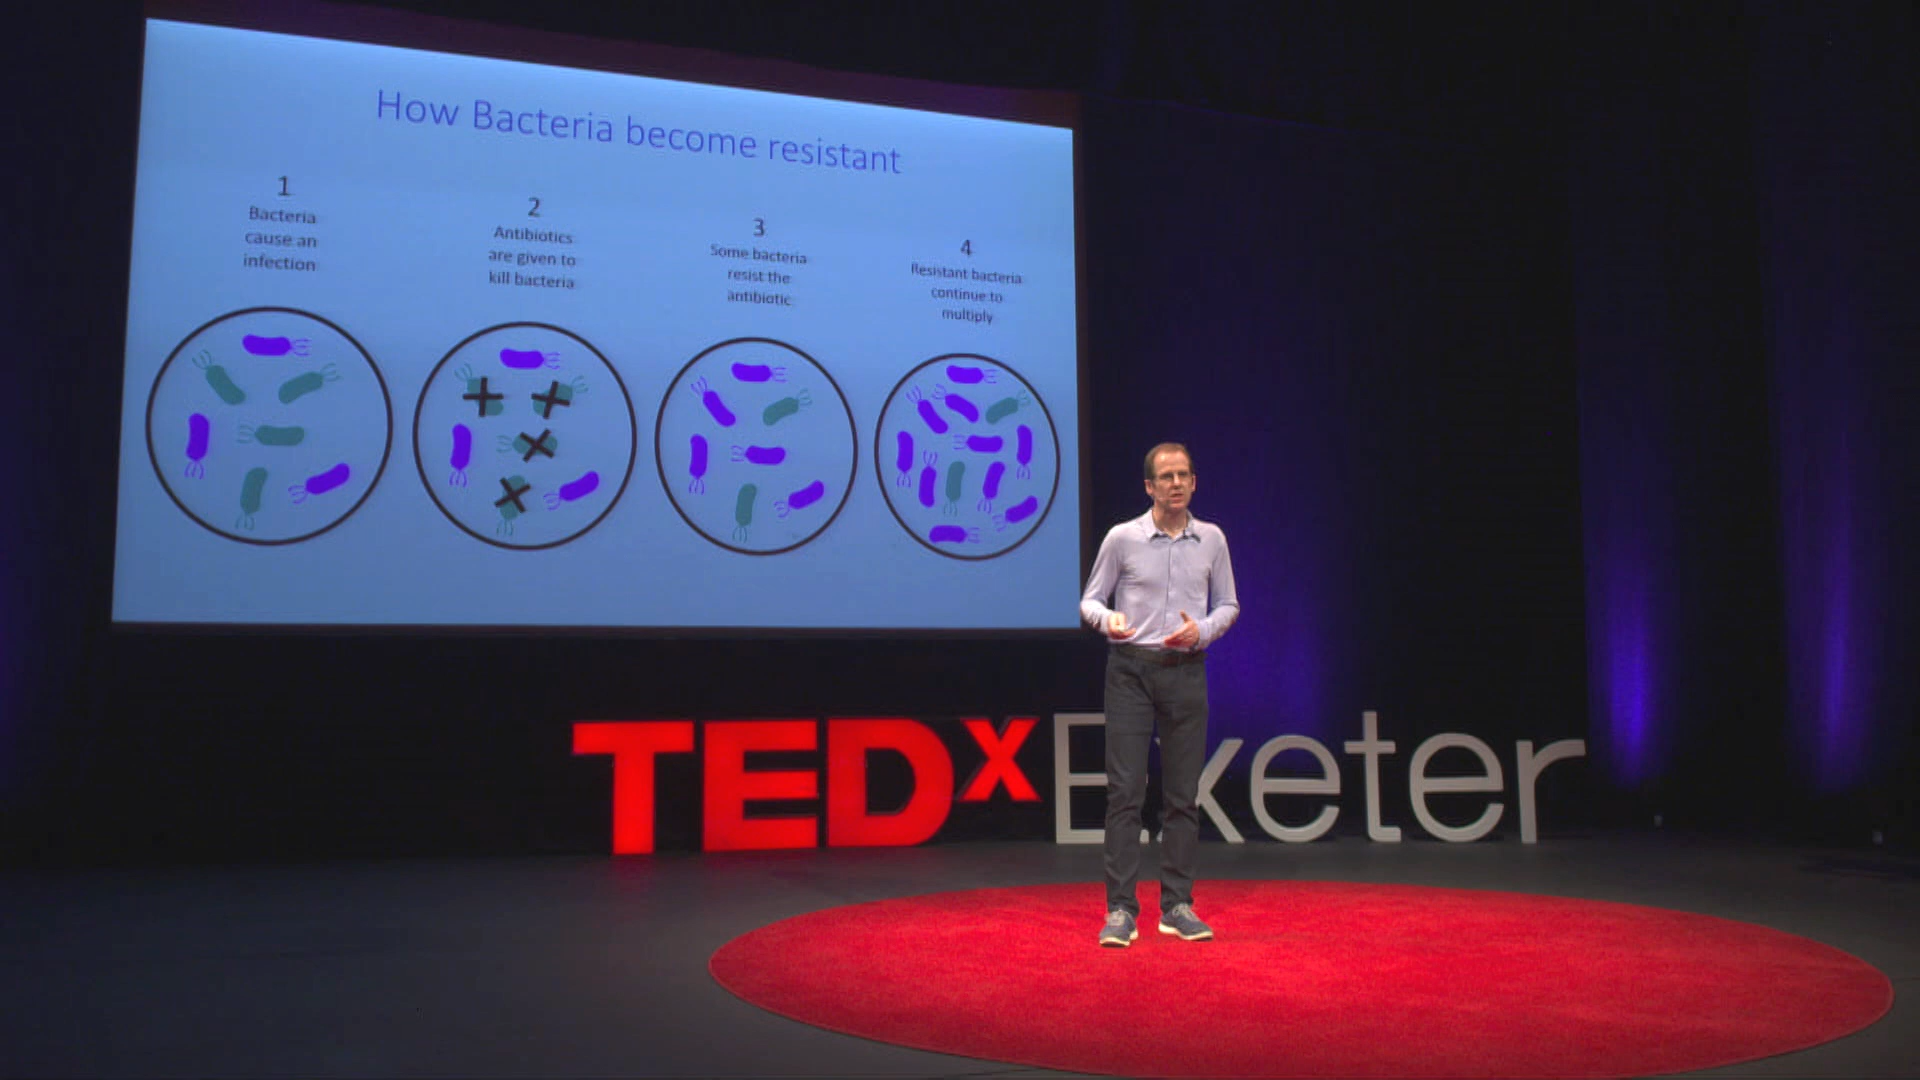 How Bacteria become resistant
1
Bacteria
cause an
infection
2
Antibiotics
are given to
kill bacteria
3
Some bacteria
resist the
antibiotic
4
Resistant bacteria
continue to
multiply
TEDxExeter